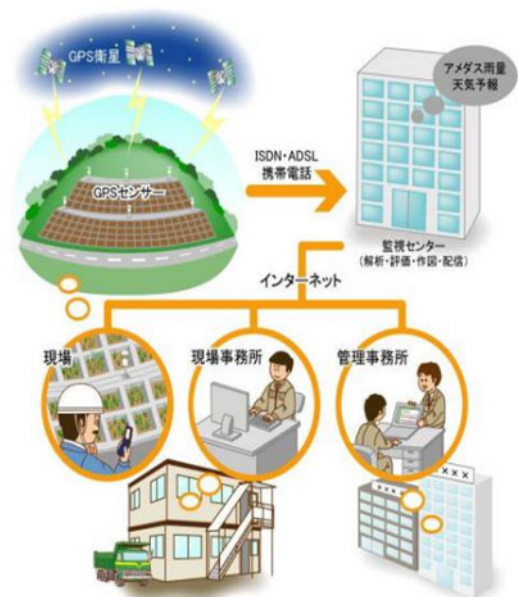 GPS衛星
アメダス雨量
天気予報
ISDN・ADSL
携帯電話
GPSセンサー
監視センター
(解析・評価・作図・配信)
インターネット
現場
現場事務所
管理事務所
×××
×××